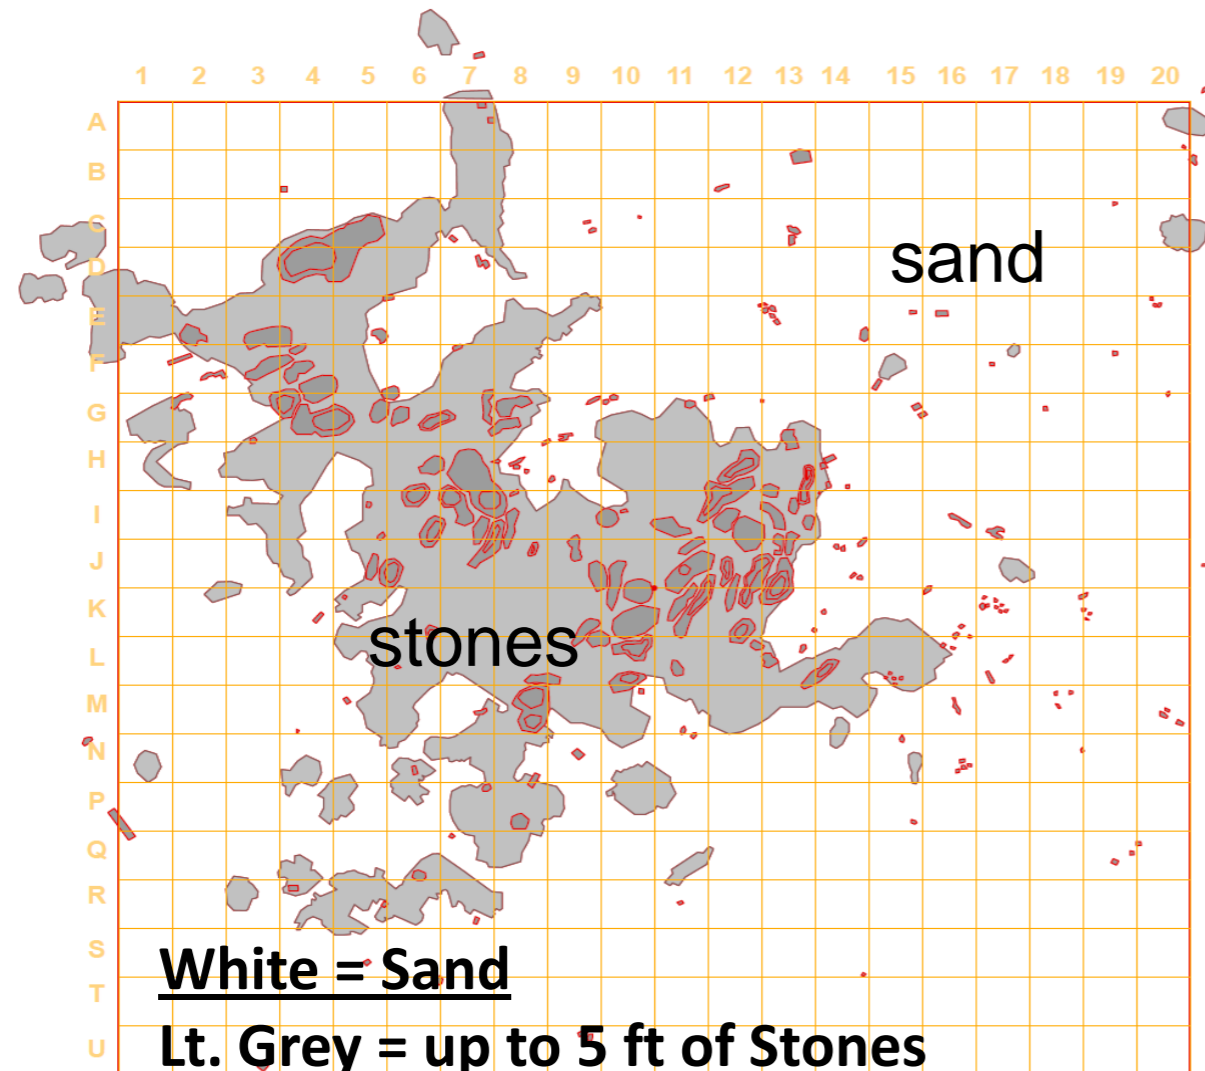 1 2 3 4 5 6 7 8 9 10 11 12 13 14 15 16 17 18 19 20
A
B
C
D
sand
E
F
G
H
I
J
K
stones
L
M
N
P
Q
R
S
White = Sand
T
U
Lt. Grey = up to 5 ft of Stones